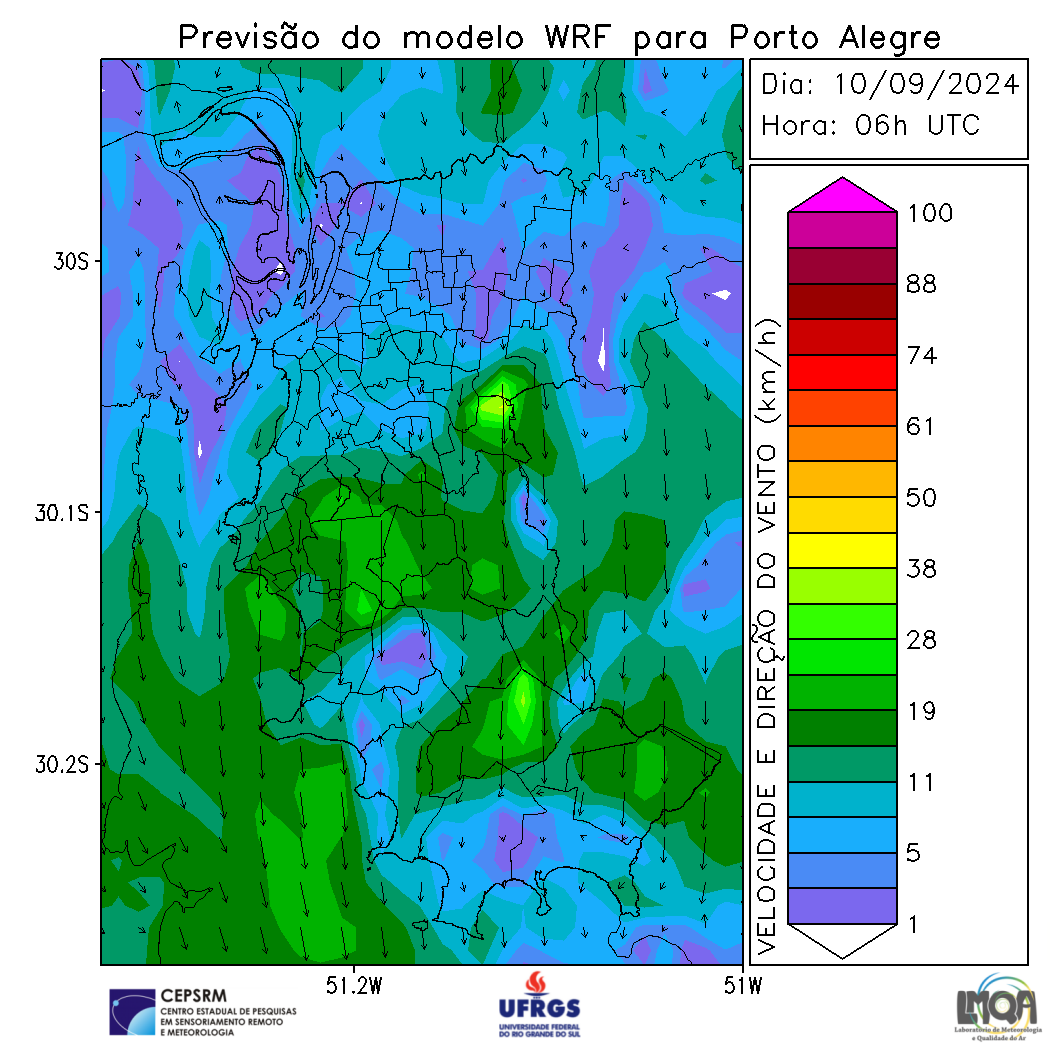 Previsão do modelo WRF para Porto Alegre
Dia: 10/09/2024
Hora: 06h UTC
100
88
74
61
50
38
28
19
11
5
1
VELOCIDADE E DIREÇÃO DO VENTO (km/h)
30S
30.1S
30.2S
51.2W
51W
CEPSRM
CENTRO ESTADUAL DE PESQUISAS
EM SENSORIAMENTO REMOTO
E METEOROLOGIA
UFRGS
UNIVERSIDADE FEDERAL
DO RIO GRANDE DO SUL
LMQA
Laboratório de Meteorologia
e Qualidade do Ar